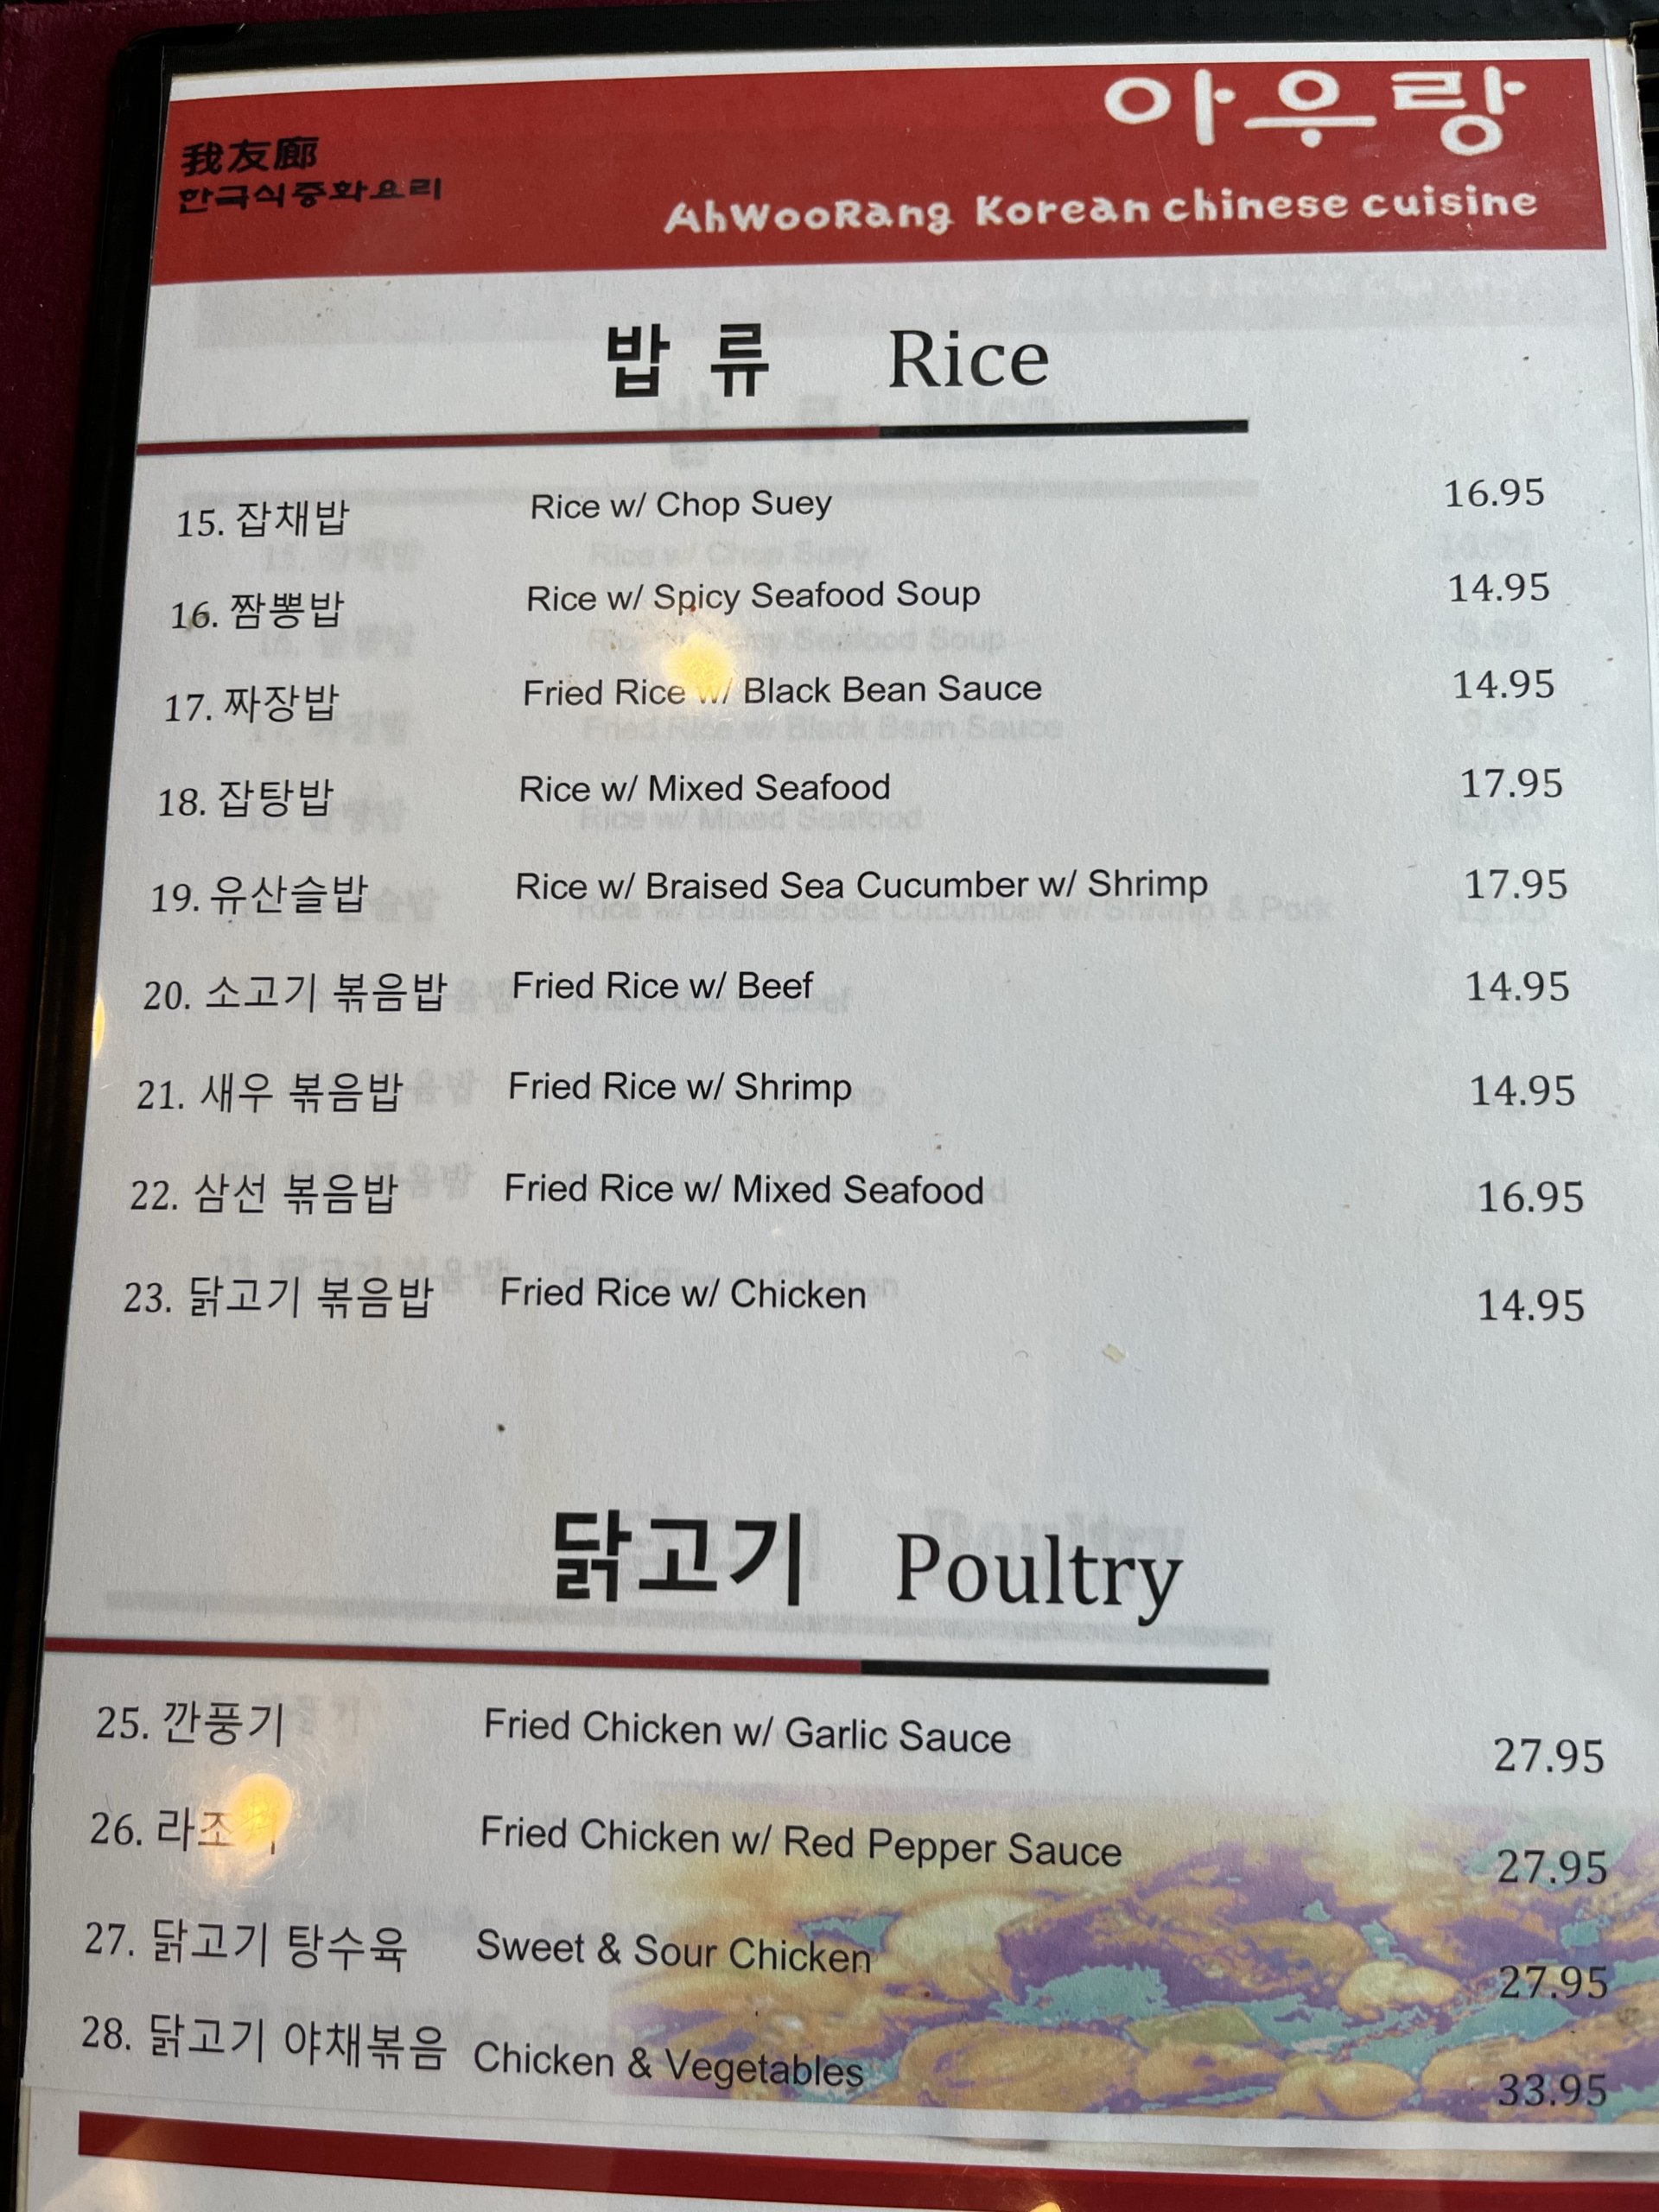 아우랑
我友廊
한국식중화요리
AhWooRang Korean chinese cuisine
밥 류 Rice
15. 잡채밥 Rice w/ Chop Suey 16.95
16. 짬뽕밥 Rice w/ Spicy Seafood Soup 14.95
17. 짜장밥 Fried Rice w/ Black Bean Sauce 14.95
18. 잡탕밥 Rice w/ Mixed Seafood 17.95
19. 유산슬밥 Rice w/ Braised Sea Cucumber w/ Shrimp 17.95
20. 소고기 볶음밥 Fried Rice w/ Beef 14.95
21. 새우 볶음밥 Fried Rice w/ Shrimp 14.95
22. 삼선 볶음밥 Fried Rice w/ Mixed Seafood 16.95
23. 닭고기 볶음밥 Fried Rice w/ Chicken 14.95
닭고기 Poultry
25. 깐풍기 Fried Chicken w/ Garlic Sauce 27.95
26. Fried Chicken w/ Red Pepper Sauce 27.95
27. 닭고기 탕수육 Sweet & Sour Chicken 27.95
28. 닭고기 야채볶음 Chicken & Vegetables 33.95